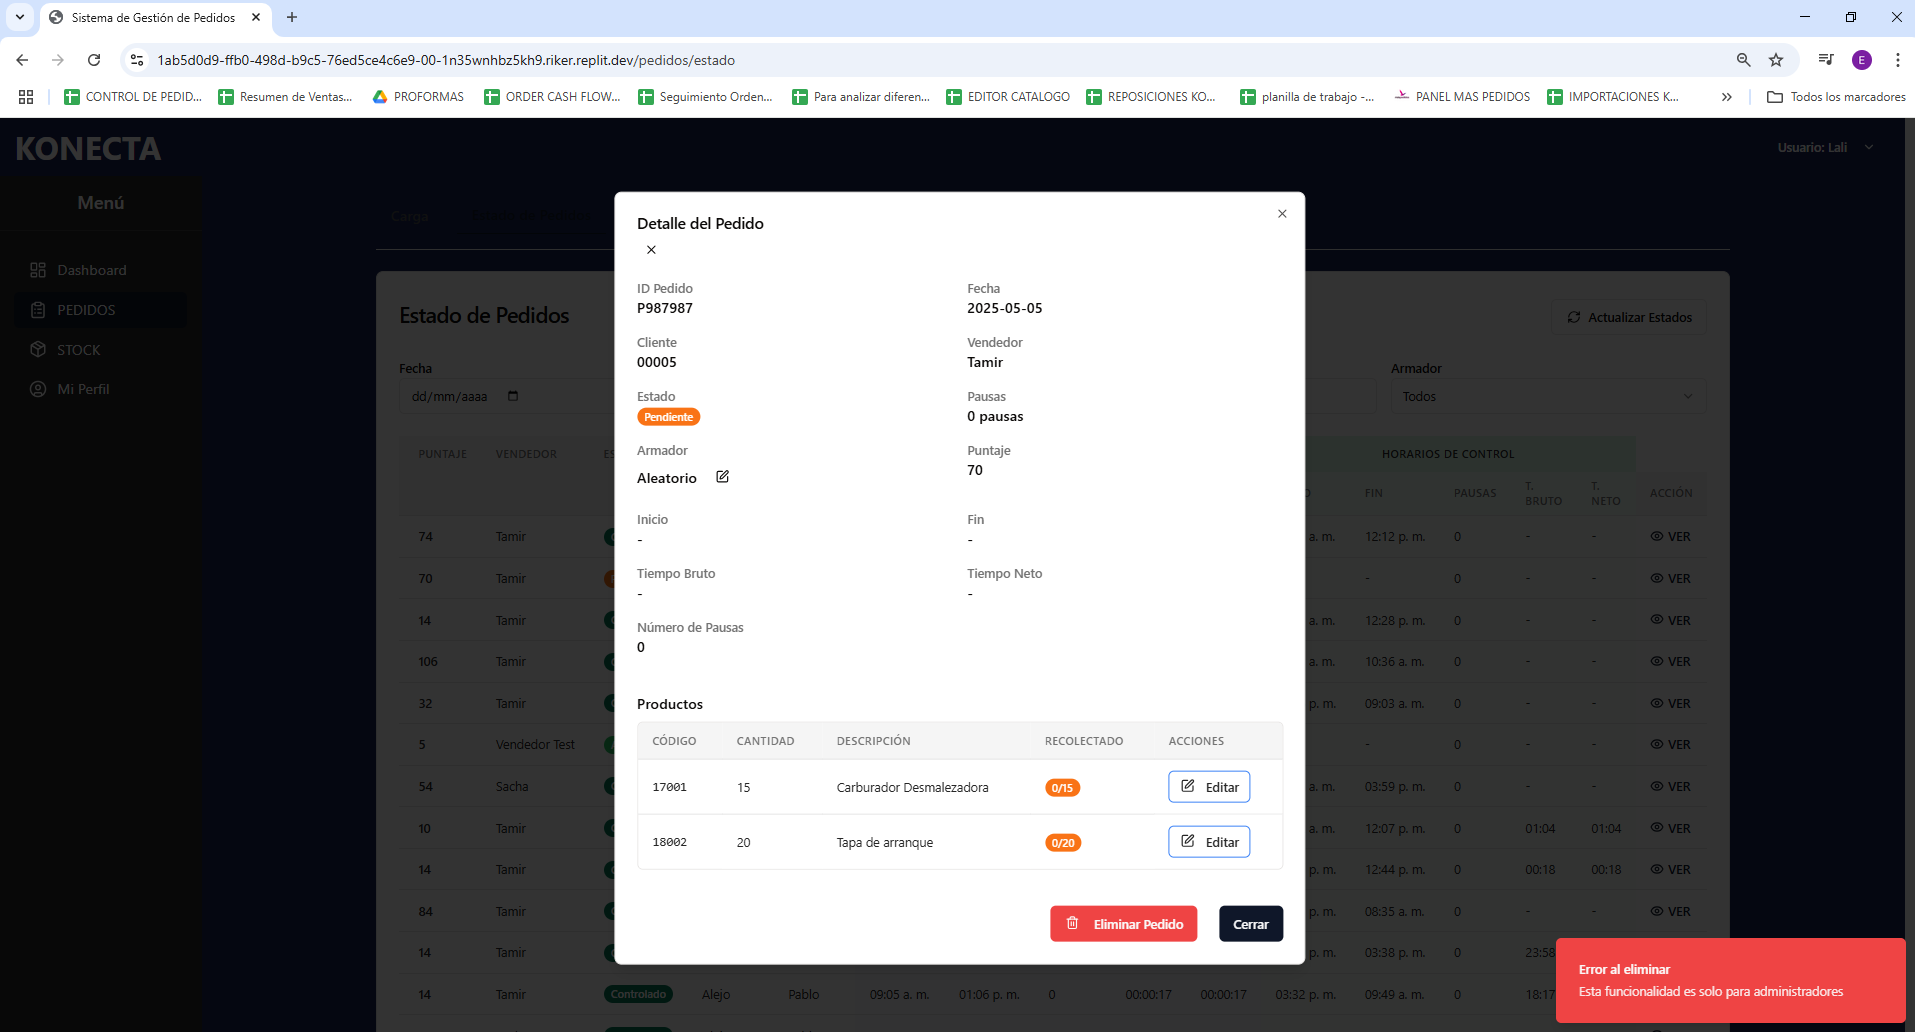 Sistema de Gestión de Pedidos
1ab5d0d9-ffb0-498d-b9c5-76ed5ce4c6e9-00-1n35wnhbz5kh9.riker.replit.dev/pedidos/estado
E
CONTROL DE PEDID... Resumen de Ventas... PROFORMAS ORDER CASH FLOW... Seguimiento Orden... Para analizar diferen... EDITOR CATALOGO REPOSICIONES KO... planilla de trabajo -... PANEL MAS PEDIDOS IMPORTACIONES K... Todos los marcadores
KONECTA
Usuario: Lali
Menú
Dashboard
PEDIDOS
STOCK
Mi Perfil
Carga
Estado de Pedidos
Actualizar Estados
Fecha
dd/mm/aaaa
Armador
Todos
HORARIOS DE CONTROL
PUNTAJE VENDEDOR ES
O FIN PAUSAS T. BRUTO T. NETO ACCIÓN
74 Tamir a. m. 12:12 p. m. 0 - - VER
70 Tamir - 0 - - VER
14 Tamir a. m. 12:28 p. m. 0 - - VER
106 Tamir a. m. 10:36 a. m. 0 - - VER
32 Tamir p. m. 09:03 a. m. 0 - - VER
5 Vendedor Test - 0 - - VER
54 Sacha a. m. 03:59 p. m. 0 - - VER
10 Tamir a. m. 12:07 p. m. 0 01:04 01:04 VER
14 Tamir p. m. 12:44 p. m. 0 00:18 00:18 VER
84 Tamir p. m. 08:35 a. m. 0 - - VER
14 Tamir p. m. 03:38 p. m. 0 23:58
14 Tamir Controlado Alejo Pablo 09:05 a. m. 01:06 p. m. 0 00:00:17 00:00:17 03:32 p. m. 09:49 a. m. 0 18:17
Detalle del Pedido
ID Pedido
P987987
Fecha
2025-05-05
Cliente
00005
Vendedor
Tamir
Estado
Pendiente
Pausas
0 pausas
Armador
Aleatorio
Puntaje
70
Inicio
-
Fin
-
Tiempo Bruto
-
Tiempo Neto
-
Número de Pausas
0
Productos
CÓDIGO CANTIDAD DESCRIPCIÓN RECOLECTADO ACCIONES
17001 15 Carburador Desmalezadora 0/15 Editar
18002 20 Tapa de arranque 0/20 Editar
Eliminar Pedido
Cerrar
Error al eliminar
Esta funcionalidad es solo para administradores